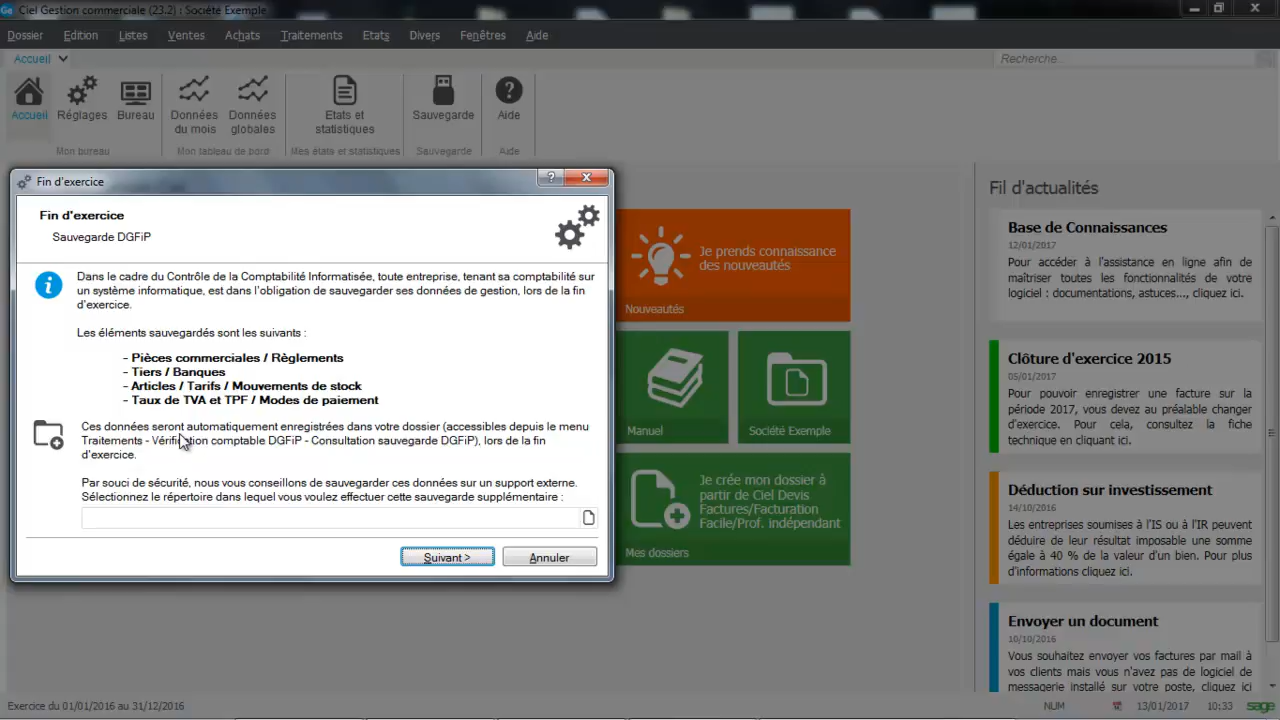 Ciel Gestion commerciale (23.2) : Société Exemple
Dossier Edition Listes Ventes Achats Traitements Etats Divers Fenêtres Aide
Accueil
Recherche...
Accueil Réglages Bureau Données du mois Données globales Etats et statistiques Sauvegarde Aide
Mon bureau Mon tableau de bord Mes états et statistiques Sauvegarde Aide
Fin d'exercice
Fin d'exercice
Sauvegarde DGFiP
Dans le cadre du Contrôle de la Comptabilité Informatisée, toute entreprise, tenant sa comptabilité sur
un système informatique, est dans l'obligation de sauvegarder ses données de gestion, lors de la fin
d'exercice.
Les éléments sauvegardés sont les suivants :
- Pièces commerciales / Règlements
- Tiers / Banques
- Articles / Tarifs / Mouvements de stock
- Taux de TVA et TPF / Modes de paiement
Ces données seront automatiquement enregistrées dans votre dossier (accessibles depuis le menu
Traitements - Vérification comptable DGFiP - Consultation sauvegarde DGFiP), lors de la fin
d'exercice.
Par souci de sécurité, nous vous conseillons de sauvegarder ces données sur un support externe.
Sélectionnez le répertoire dans lequel vous voulez effectuer cette sauvegarde supplémentaire :
Suivant >
Annuler
Je prends connaissance
des nouveautés
Nouveautés
Manuel
Société Exemple
Je crée mon dossier à
partir de Ciel Devis
Factures/Facturation
Facile/Prof. indépendant
Mes dossiers
Fil d'actualités
Base de Connaissances
12/01/2017
Pour accéder à l'assistance en ligne afin de
maîtriser toutes les fonctionnalités de votre
logiciel : documentations, astuces..., cliquez ici.
Clôture d'exercice 2015
05/01/2017
Pour pouvoir enregistrer une facture sur la
période 2017, vous devez au préalable changer
d'exercice. Pour cela, consultez la fiche
technique en cliquant ici.
Déduction sur investissement
14/10/2016
Les entreprises soumises à l'IS ou à l'IR peuvent
déduire de leur résultat imposable une somme
égale à 40 % de la valeur d'un bien. Pour plus
d'informations cliquez ici.
Envoyer un document
10/10/2016
Vous souhaitez envoyer vos factures par mail à
vos clients mais vous n'avez pas de logiciel de
messagerie installé sur votre poste, cliquez ici
Exercice du 01/01/2016 au 31/12/2016
NUM
13/01/2017
10:33
sage